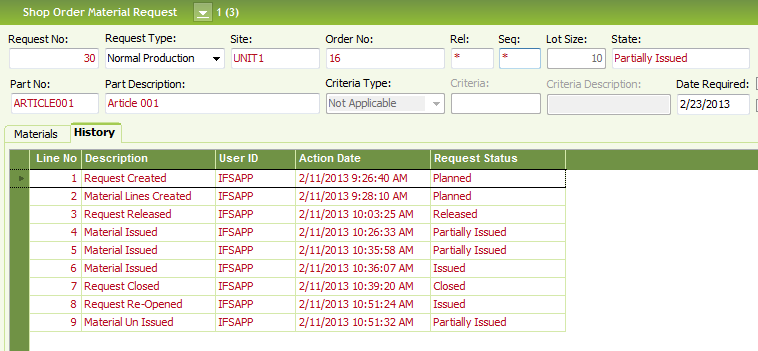 Shop Order Material Request 1 (3)
Request No: Request Type: Site: Order No: Rel: Seq: Lot Size: State:
30 Normal Production UNIT1 16 * * 10 Partially Issued
Part No: Part Description: Criteria Type: Criteria: Criteria Description: Date Required:
ARTICLE001 Article 001 Not Applicable 2/23/2013
Materials History
Line No Description User ID Action Date Request Status
1 Request Created IFSAPP 2/11/2013 9:26:40 AM Planned
2 Material Lines Created IFSAPP 2/11/2013 9:28:10 AM Planned
3 Request Released IFSAPP 2/11/2013 10:03:25 AM Released
4 Material Issued IFSAPP 2/11/2013 10:26:33 AM Partially Issued
5 Material Issued IFSAPP 2/11/2013 10:35:58 AM Partially Issued
6 Material Issued IFSAPP 2/11/2013 10:36:07 AM Issued
7 Request Closed IFSAPP 2/11/2013 10:39:20 AM Closed
8 Request Re-Opened IFSAPP 2/11/2013 10:51:24 AM Issued
9 Material Un Issued IFSAPP 2/11/2013 10:51:32 AM Partially Issued